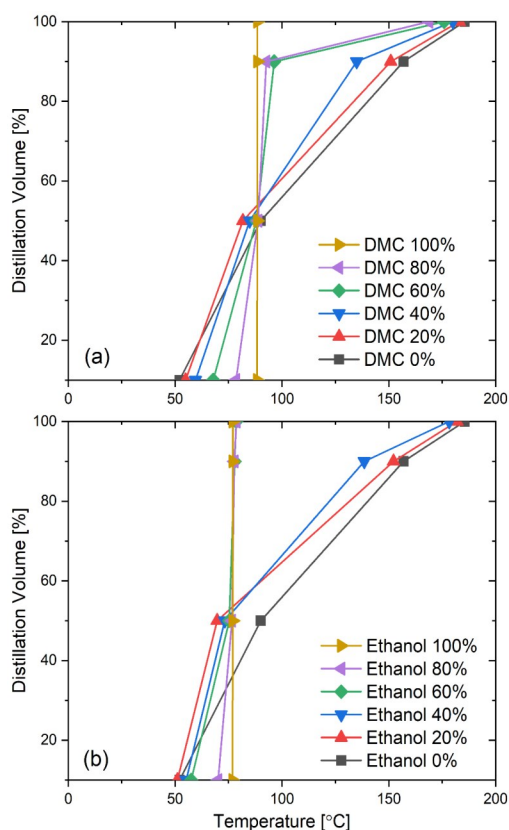 100
80
60
40
20
Distillation Volume [%]
DMC 100%
DMC 80%
DMC 60%
DMC 40%
DMC 20%
DMC 0%
(a)
0 50 100 150 200
100
80
60
40
20
Distillation Volume [%]
Ethanol 100%
Ethanol 80%
Ethanol 60%
Ethanol 40%
Ethanol 20%
Ethanol 0%
(b)
0 50 100 150 200
Temperature [°C]